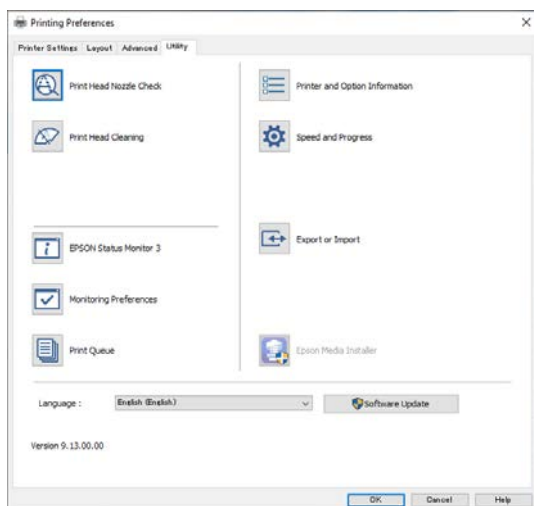 Printing Preferences
Printer Settings Layout Advanced Utility
Print Head Nozzle Check
Print Head Cleaning
EPSON Status Monitor 3
Monitoring Preferences
Print Queue
Printer and Option Information
Speed and Progress
Export or Import
Epson Media Installer
Language :
English (English)
Software Update
Version 9.13.00.00
OK Cancel Help